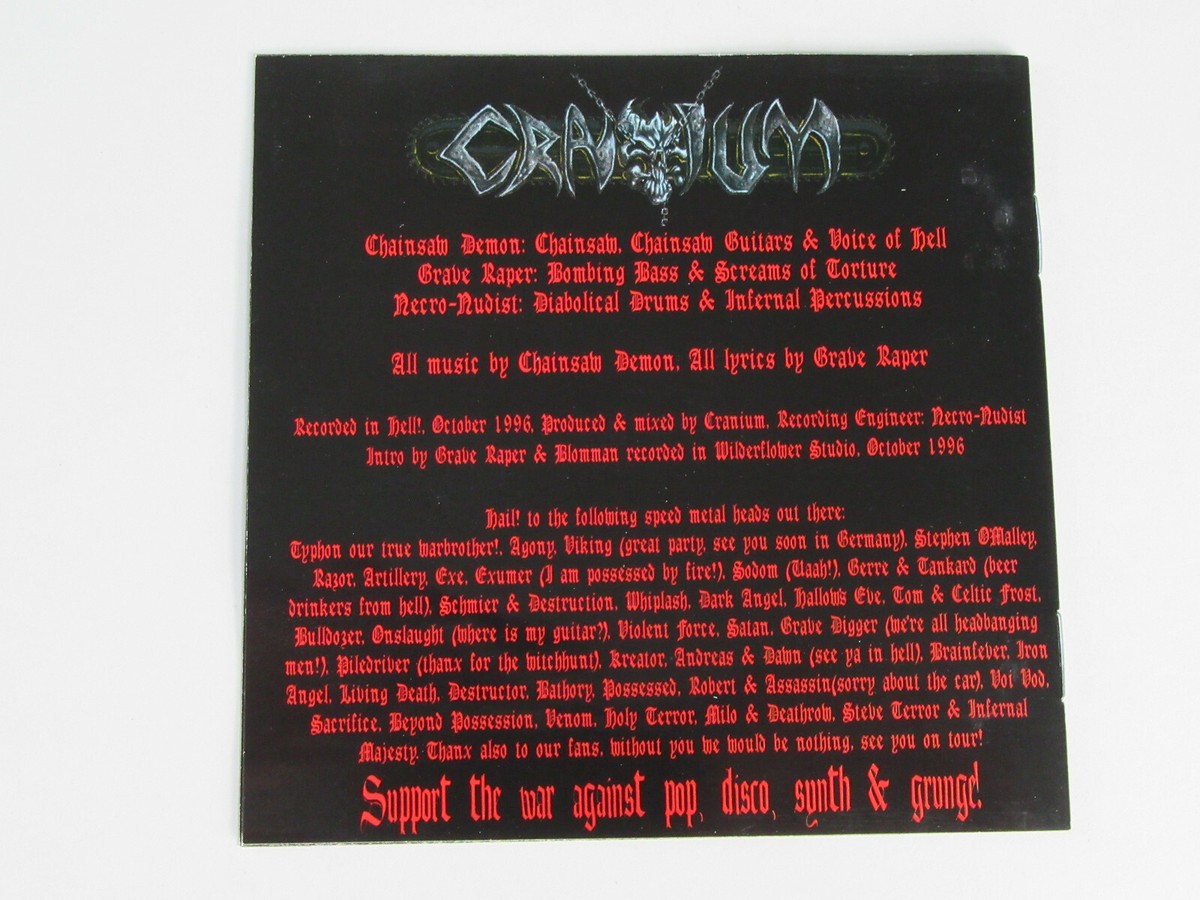 CRANIUM
Chainsaw Demon: Chainsaw, Chainsaw Guitars & Voice of Hell
Grave Raper: Bombing Bass & Screams of Torture
Necro-Nudist: Diabolical Drums & Infernal Percussions
All music by Chainsaw Demon, All lyrics by Grave Raper
Recorded in Hell!, October 1996, Produced & mixed by Cranium, Recording Engineer: Necro-Nudist
Intro by Grave Raper & Blomman recorded in Wilderflower Studio, October 1996
Hail! to the following speed metal heads out there:
Typhon our true warbrother!, Agony, Viking (great party, see you soon in Germany), Stephen O'Malley,
Razor, Artillery, Exe, Exumer (I am possessed by fire!), Sodom (Uaah!), Gerre & Tankard (beer
drinkers from hell), Schmier & Destruction, Whiplash, Dark Angel, Hallow's Eve, Tom & Celtic Frost,
Bulldozer, Onslaught (where is my guitar?), Violent Force, Satan, Grave Digger (we're all headbanging
men!), Piledriver (thanx for the witchhunt), Kreator, Andreas & Dawn (see ya in hell), Brainfever, Iron
Angel, Living Death, Destructor, Bathory, Possessed, Robert & Assassin(sorry about the car), Voi Vod,
Sacrifice, Beyond Possession, Venom, Holy Terror, Milo & Deathrow, Steve Terror & Infernal
Majesty. Thanx also to our fans, without you we would be nothing, see you on tour!
Support the war against pop, disco, synth & grunge!